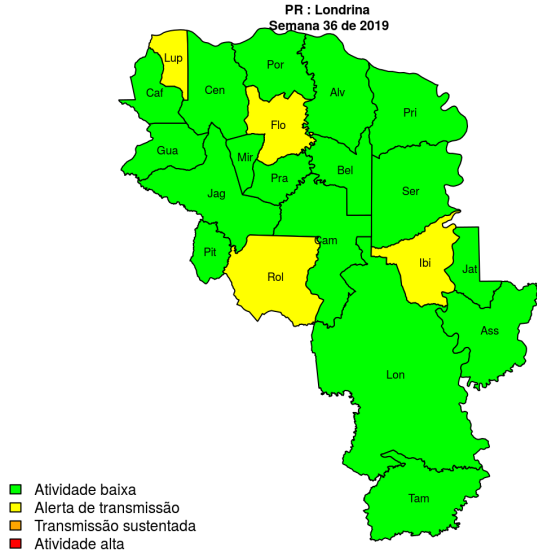 PR : Londrina
Semana 36 de 2019
Lup
Por
Caf
Cen
Alv
Pri
Flo
Gua
Mir
Bel
Pra
Jag
Ser
Cam
Pit
Ibi
Jat
Rol
Ass
Lon
Tam
Atividade baixa
Alerta de transmissão
Transmissão sustentada
Atividade alta